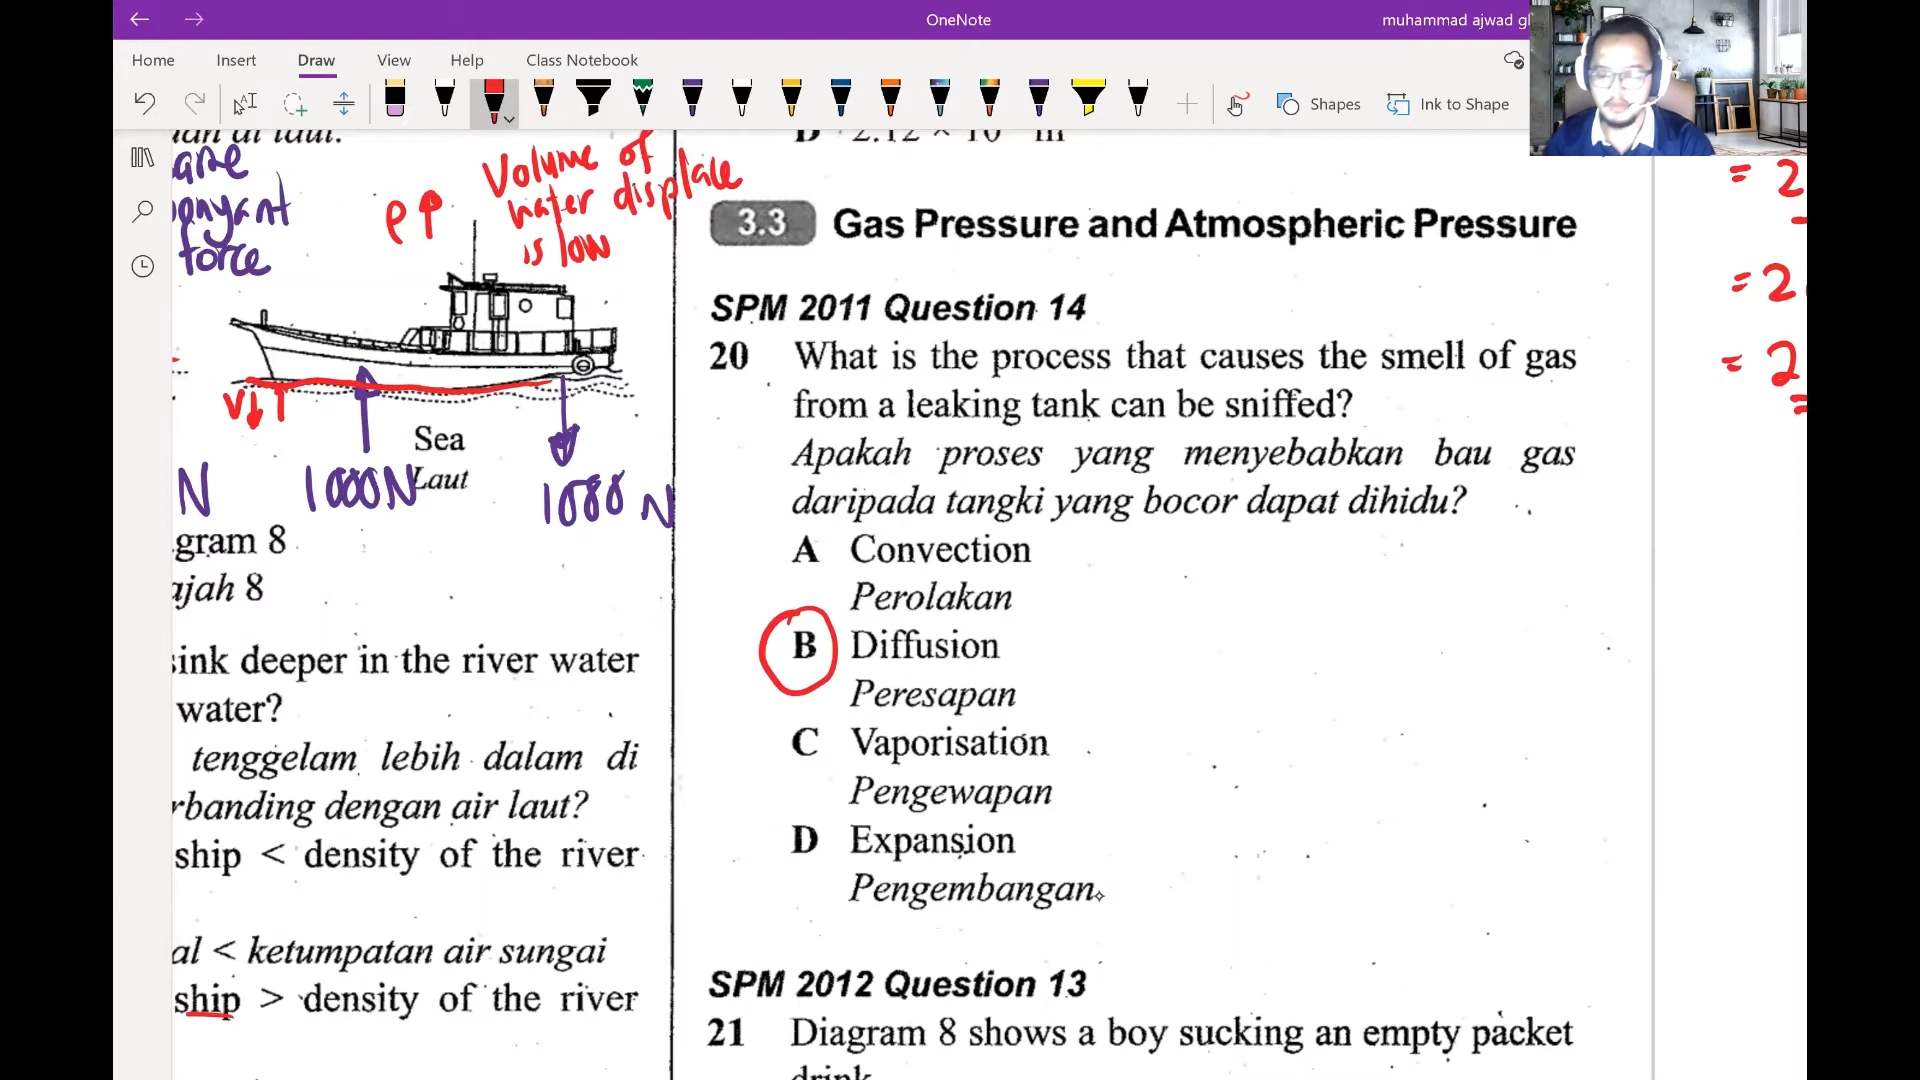 OneNote
muhammad ajwad
Home Insert Draw View Help Class Notebook
Shapes Ink to Shape
di laut.
buoyant
force
ρ ↑
Volume of
water displace
is low
V↓
Sea
Laut
N
1000N
1000 N
gram 8
ajah 8
sink deeper in the river water
water?
tenggelam lebih dalam di
rbanding dengan air laut?
ship < density of the river
al < ketumpatan air sungai
ship > density of the river
3.3 Gas Pressure and Atmospheric Pressure
SPM 2011 Question 14
20 What is the process that causes the smell of gas
from a leaking tank can be sniffed?
Apakah proses yang menyebabkan bau gas
daripada tangki yang bocor dapat dihidu?
A Convection
Perolakan
B Diffusion
Peresapan
C Vaporisation
Pengewapan
D Expansion
Pengembangan
SPM 2012 Question 13
21 Diagram 8 shows a boy sucking an empty packet
drink
= 2
= 2
= 2
=